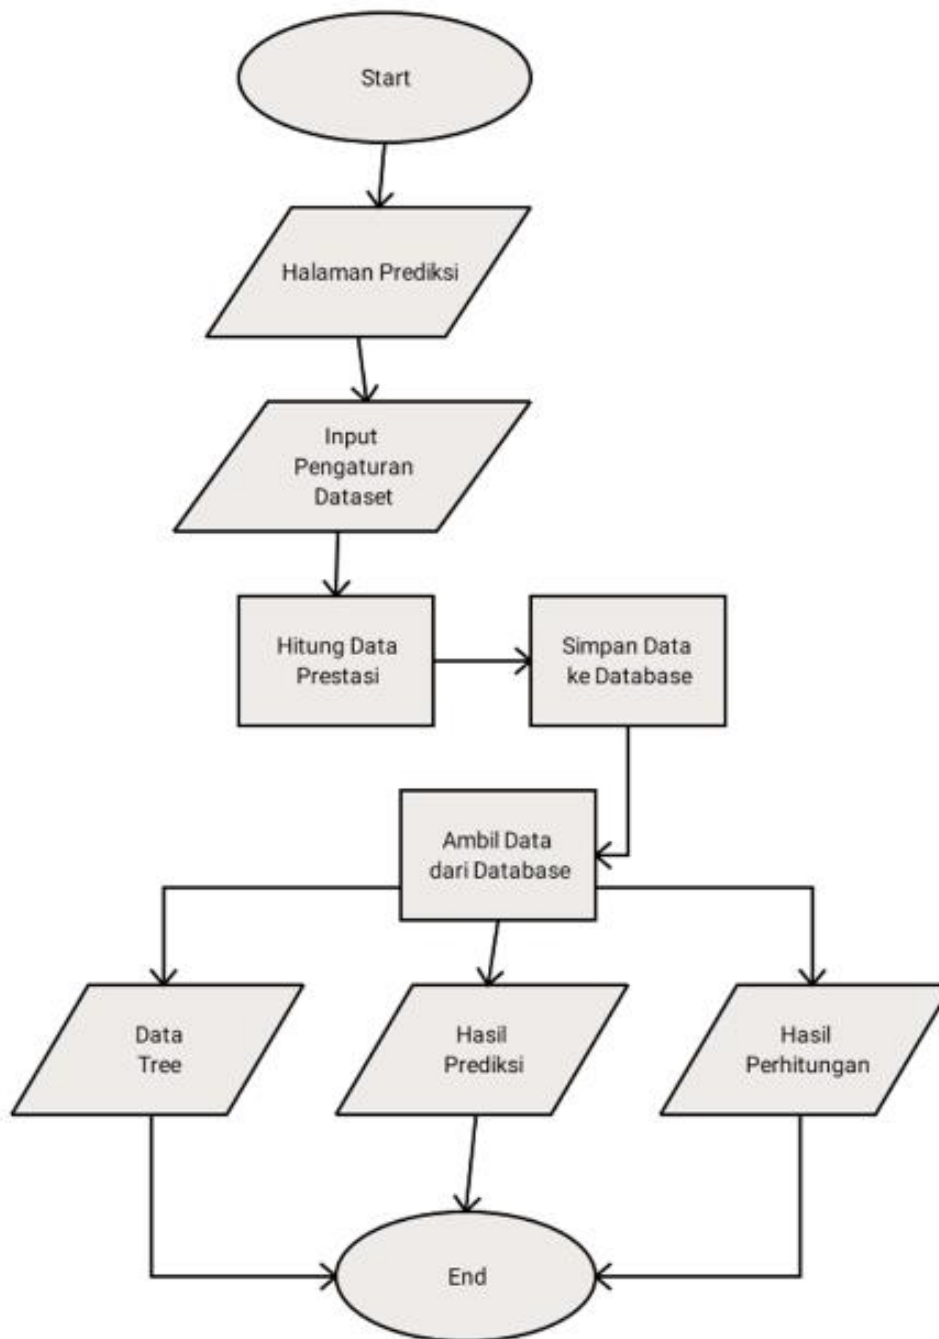 Start
Halaman Prediksi
Input
Pengaturan
Dataset
Hitung Data
Prestasi
Simpan Data
ke Database
Ambil Data
dari Database
Data
Tree
Hasil
Prediksi
Hasil
Perhitungan
End